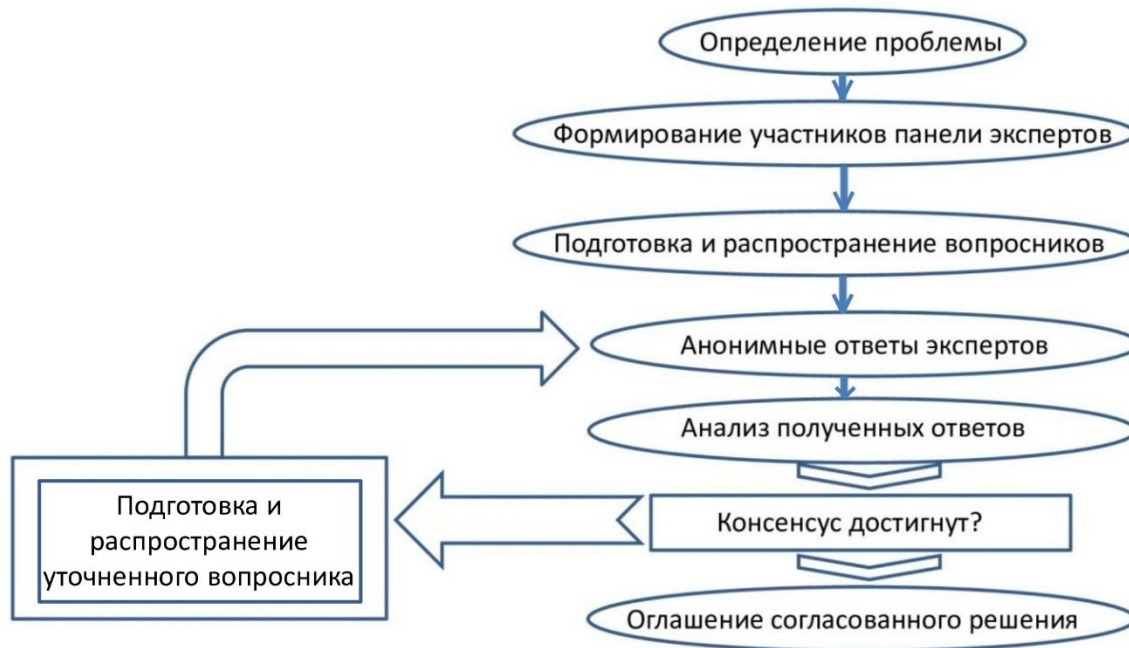 Определение проблемы
Формирование участников панели экспертов
Подготовка и распространение вопросников
Анонимные ответы экспертов
Анализ полученных ответов
Консенсус достигнут?
Подготовка и
распространение
уточненного вопросника
Оглашение согласованного решения